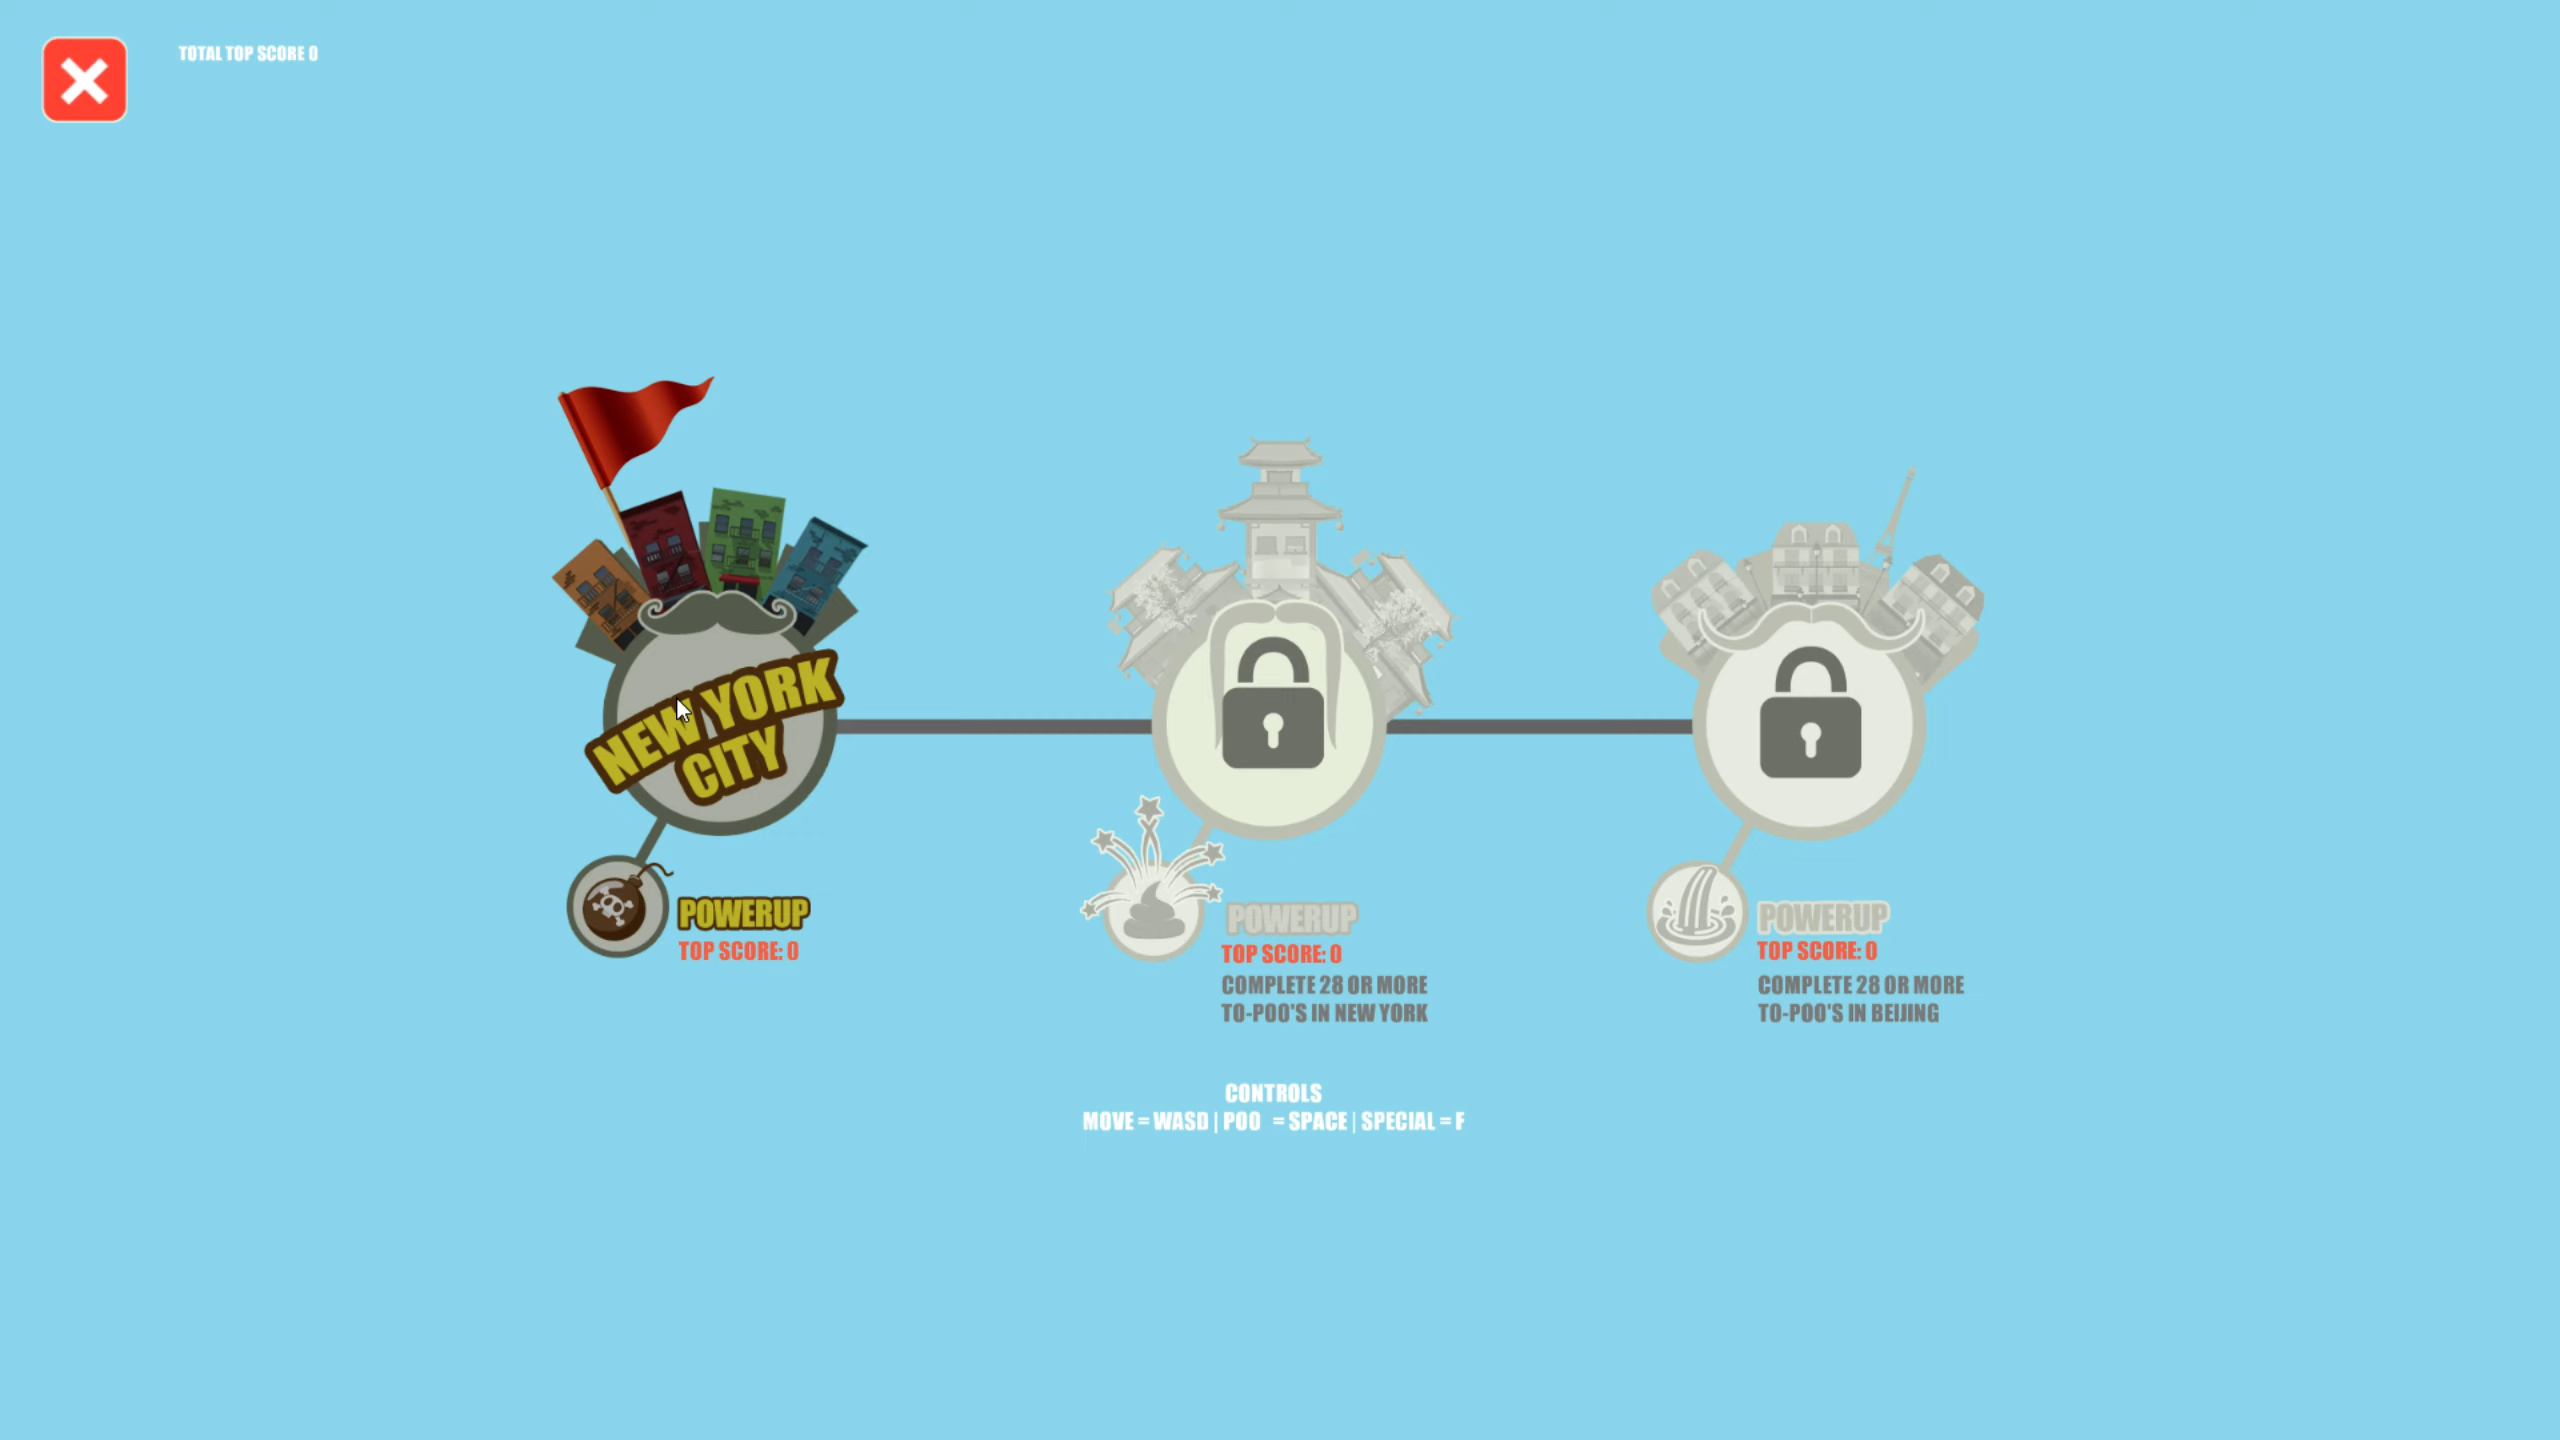 TOTAL TOP SCORE 0
NEW YORK
CITY
POWERUP
TOP SCORE: 0
POWERUP
TOP SCORE: 0
COMPLETE 28 OR MORE
TO-POO'S IN NEW YORK
POWERUP
TOP SCORE: 0
COMPLETE 28 OR MORE
TO-POO'S IN BEIJING
CONTROLS
MOVE = WASD | POO = SPACE | SPECIAL = F